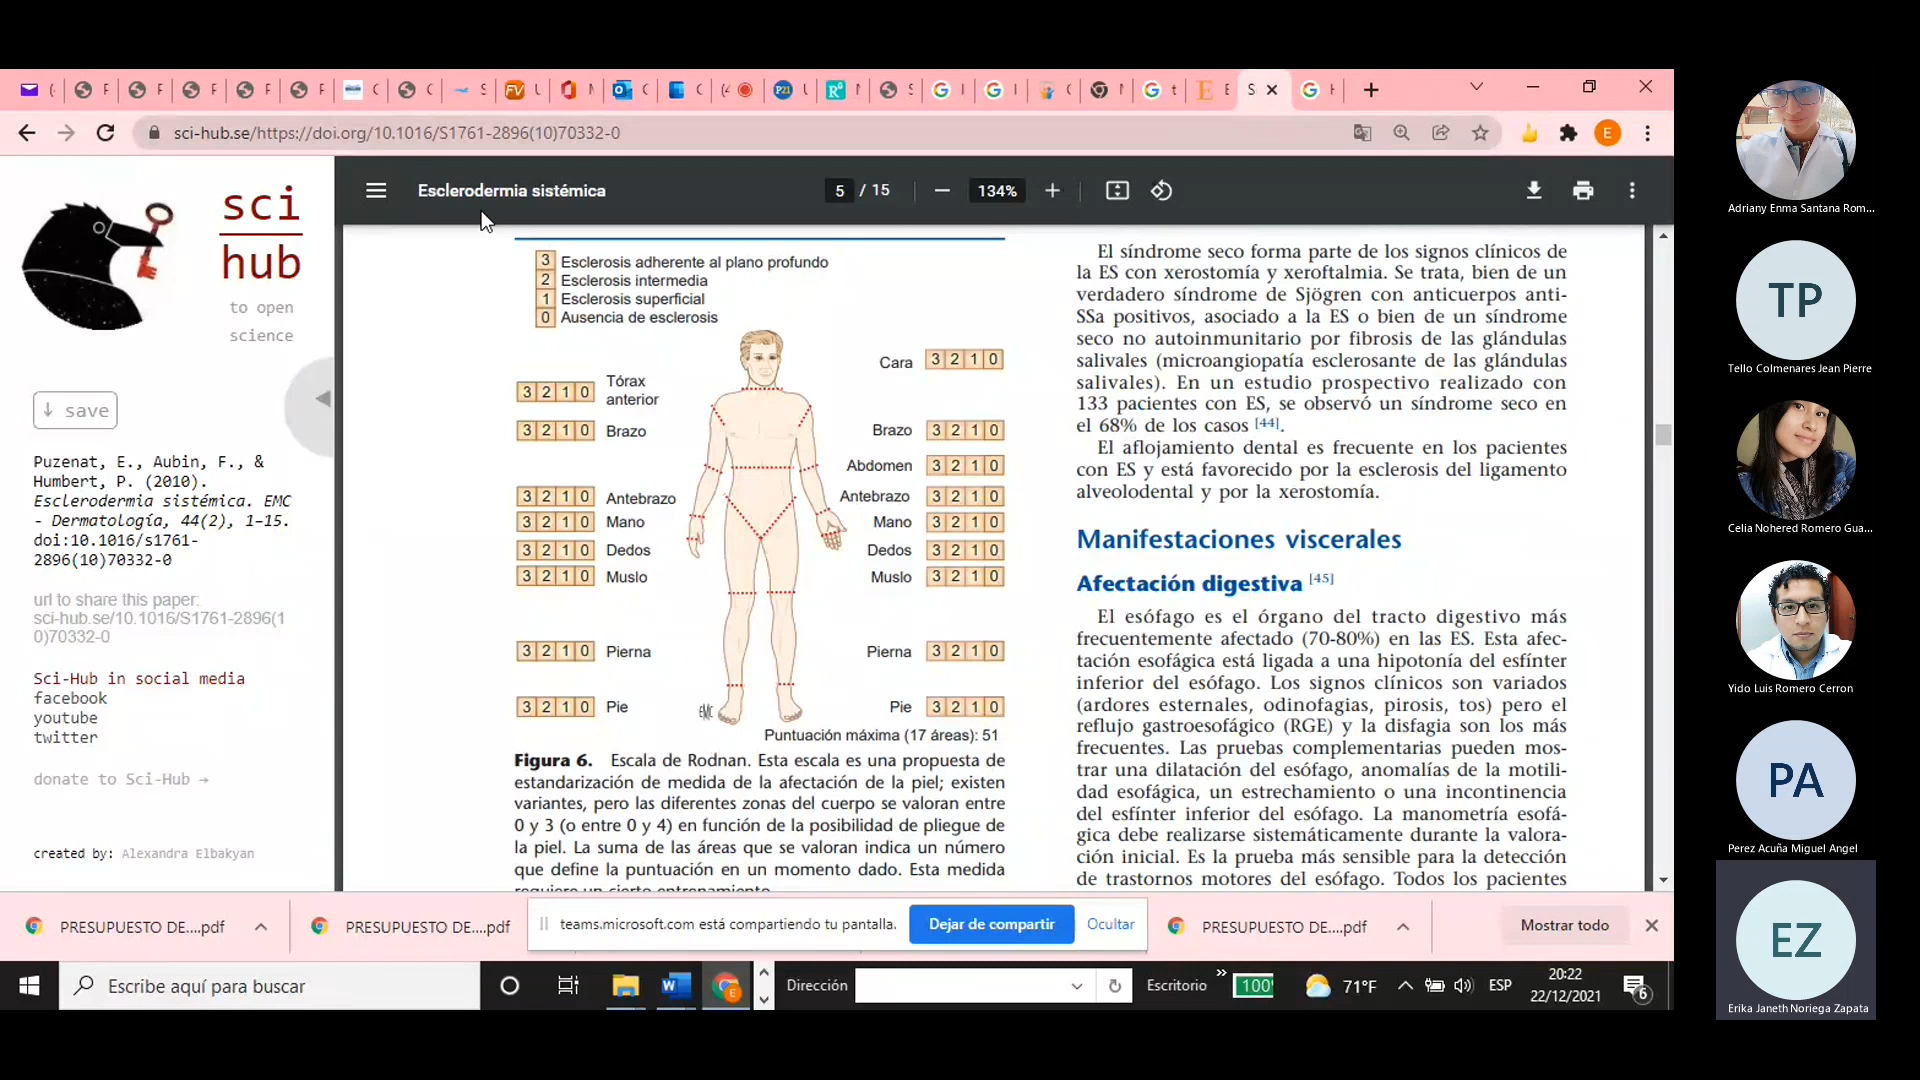 sci-hub.se/https://doi.org/10.1016/S1761-2896(10)70332-0
E
sci
hub
to open
science
↓ save
Puzenat, E., Aubin, F., &
Humbert, P. (2010).
Esclerodermia sistémica. EMC
- Dermatología, 44(2), 1–15.
doi:10.1016/s1761-
2896(10)70332-0
url to share this paper:
sci-hub.se/10.1016/S1761-2896(1
0)70332-0
Sci-Hub in social media
facebook
youtube
twitter
donate to Sci-Hub →
created by: Alexandra Elbakyan
Esclerodermia sistémica
5 / 15
134%
3 Esclerosis adherente al plano profundo
2 Esclerosis intermedia
1 Esclerosis superficial
0 Ausencia de esclerosis
Cara 3 2 1 0
3 2 1 0 Tórax
anterior
3 2 1 0 Brazo
Brazo 3 2 1 0
Abdomen 3 2 1 0
3 2 1 0 Antebrazo
Antebrazo 3 2 1 0
3 2 1 0 Mano
Mano 3 2 1 0
3 2 1 0 Dedos
Dedos 3 2 1 0
3 2 1 0 Muslo
Muslo 3 2 1 0
3 2 1 0 Pierna
Pierna 3 2 1 0
3 2 1 0 Pie
EMC
Pie 3 2 1 0
Puntuación máxima (17 áreas): 51
Figura 6. Escala de Rodnan. Esta escala es una propuesta de
estandarización de medida de la afectación de la piel; existen
variantes, pero las diferentes zonas del cuerpo se valoran entre
0 y 3 (o entre 0 y 4) en función de la posibilidad de pliegue de
la piel. La suma de las áreas que se valoran indica un número
que define la puntuación en un momento dado. Esta medida
requiere un cierto entrenamiento.
El síndrome seco forma parte de los signos clínicos de
la ES con xerostomía y xeroftalmia. Se trata, bien de un
verdadero síndrome de Sjögren con anticuerpos anti-
SSa positivos, asociado a la ES o bien de un síndrome
seco no autoinmunitario por fibrosis de las glándulas
salivales (microangiopatía esclerosante de las glándulas
salivales). En un estudio prospectivo realizado con
133 pacientes con ES, se observó un síndrome seco en
el 68% de los casos [44].
El aflojamiento dental es frecuente en los pacientes
con ES y está favorecido por la esclerosis del ligamento
alveolodental y por la xerostomía.
Manifestaciones viscerales
Afectación digestiva [45]
El esófago es el órgano del tracto digestivo más
frecuentemente afectado (70-80%) en las ES. Esta afec-
tación esofágica está ligada a una hipotonía del esfínter
inferior del esófago. Los signos clínicos son variados
(ardores esternales, odinofagias, pirosis, tos) pero el
reflujo gastroesofágico (RGE) y la disfagia son los más
frecuentes. Las pruebas complementarias pueden mos-
trar una dilatación del esófago, anomalías de la motili-
dad esofágica, un estrechamiento o una incontinencia
del esfínter inferior del esófago. La manometría esofá-
gica debe realizarse sistemáticamente durante la valora-
ción inicial. Es la prueba más sensible para la detección
de trastornos motores del esófago. Todos los pacientes
PRESUPUESTO DE....pdf
PRESUPUESTO DE....pdf
teams.microsoft.com está compartiendo tu pantalla.
Dejar de compartir
Ocultar
PRESUPUESTO DE....pdf
Mostrar todo
Escribe aquí para buscar
Dirección
Escritorio
100
71°F
ESP
20:22
22/12/2021
6
Adriany Enma Santana Rom...
TP
Tello Colmenares Jean Pierre
Celia Nohered Romero Gua...
Yido Luis Romero Cerron
PA
Perez Acuña Miguel Angel
EZ
Erika Janeth Noriega Zapata